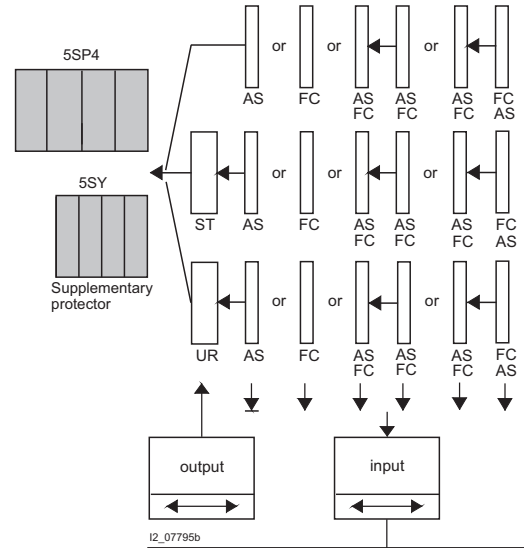 5SP4
or or or
AS FC AS AS AS FC
FC FC FC AS
5SY
or or or
ST AS FC AS AS AS FC
FC FC FC AS
Supplementary
protector
or or or
UR AS FC AS AS AS FC
FC FC FC AS
output input
I2_07795b